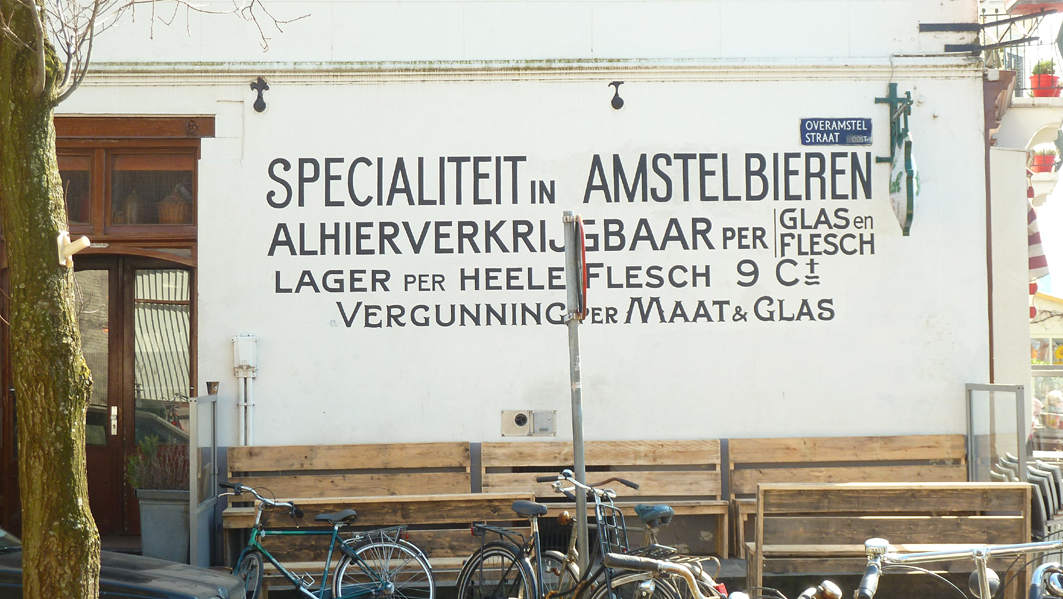 OVERAMSTEL
STRAAT OOST
SPECIALITEIT IN AMSTELBIEREN
ALHIERVERKRIJGBAAR PER GLAS en FLESCH
LAGER PER HEELE FLESCH 9 Ct
VERGUNNING PER MAAT & GLAS